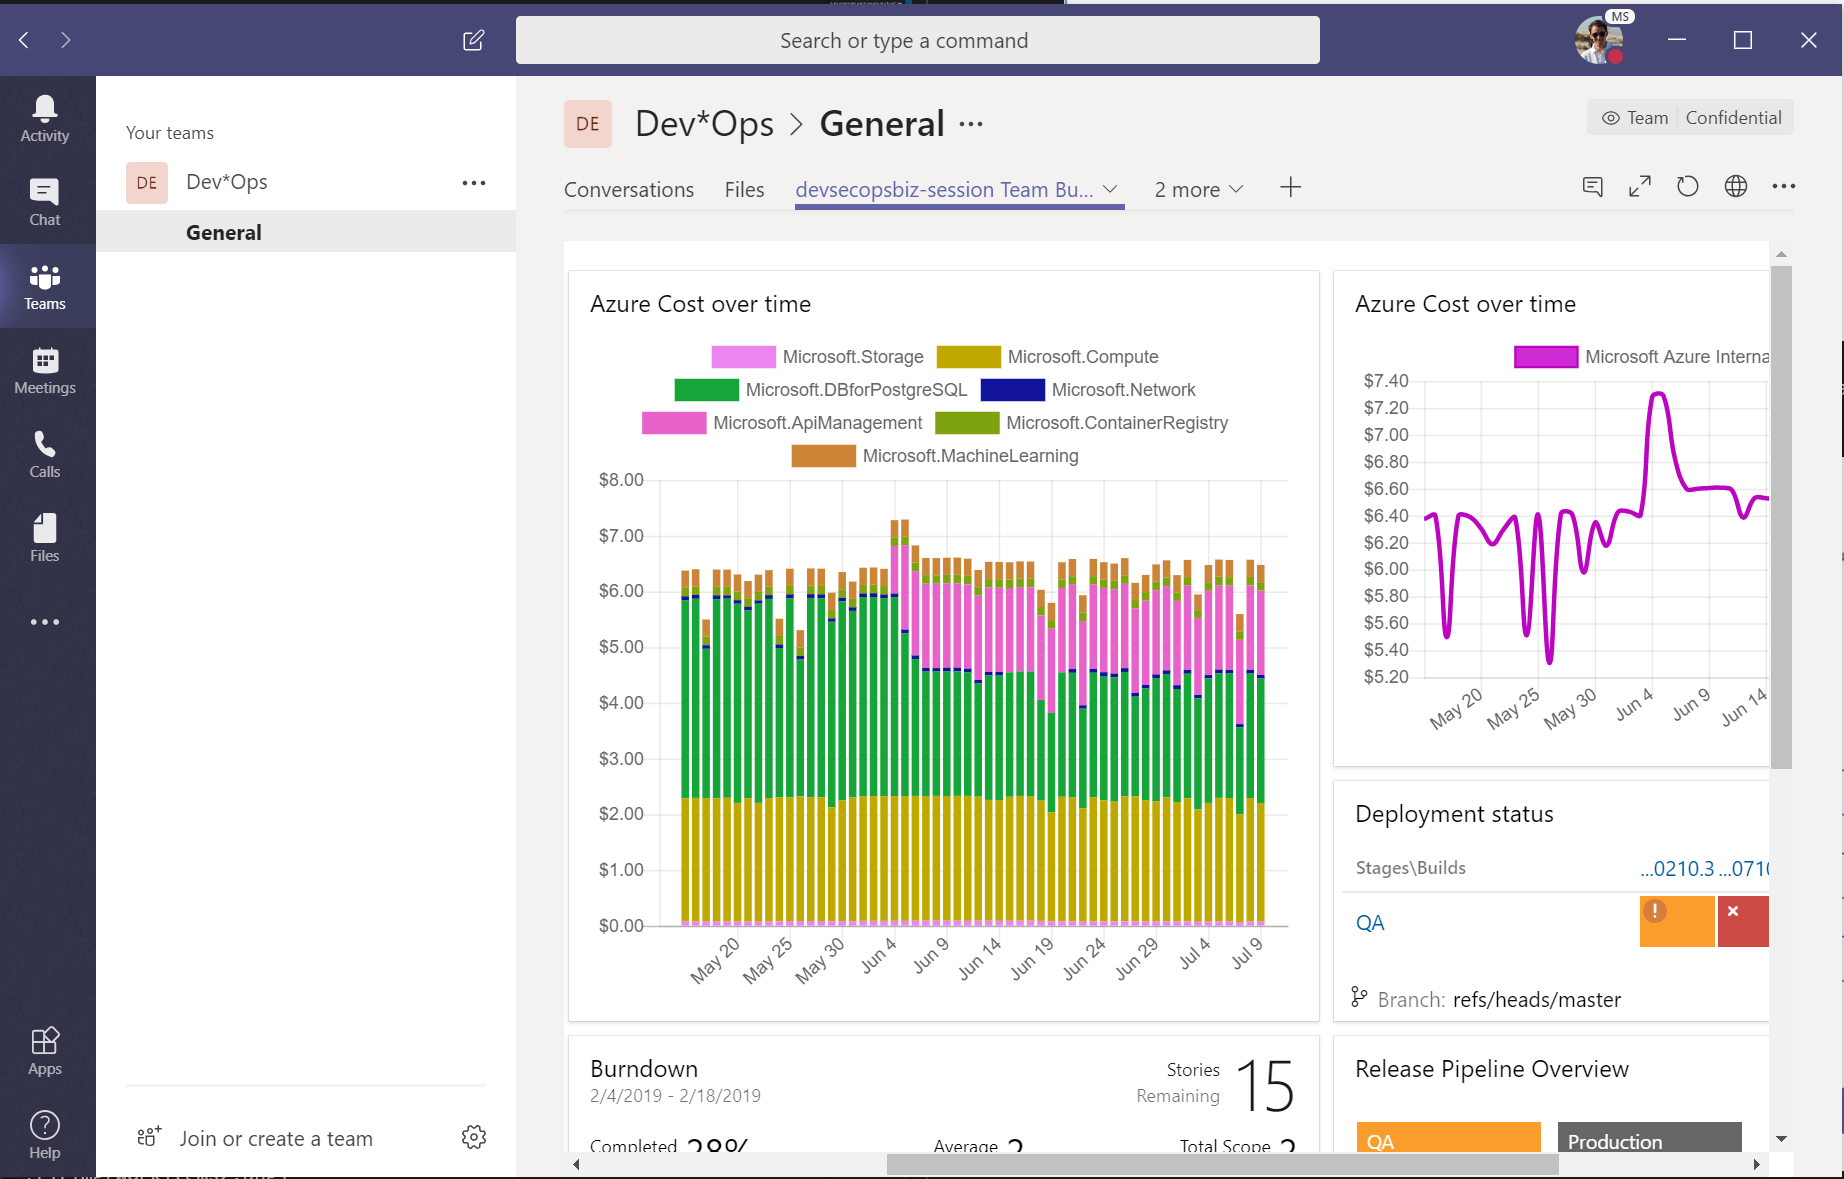 Search or type a command
MS
Activity
Chat
Teams
Meetings
Calls
Files
Apps
Help
Your teams
DE Dev*Ops
General
Join or create a team
DE Dev*Ops > General
Team Confidential
Conversations Files devsecopsbiz-session Team Bu... 2 more
Azure Cost over time
Microsoft.Storage Microsoft.Compute
Microsoft.DBforPostgreSQL Microsoft.Network
Microsoft.ApiManagement Microsoft.ContainerRegistry
Microsoft.MachineLearning
$8.00
$7.00
$6.00
$5.00
$4.00
$3.00
$2.00
$1.00
$0.00
May 20 May 25 May 30 Jun 4 Jun 9 Jun 14 Jun 19 Jun 24 Jun 29 Jul 4 Jul 9
Azure Cost over time
Microsoft Azure Interna
$7.40
$7.20
$7.00
$6.80
$6.60
$6.40
$6.20
$6.00
$5.80
$5.60
$5.40
$5.20
May 20 May 25 May 30 Jun 4 Jun 9 Jun 14
Deployment status
Stages\Builds ...0210.3 ...0710
QA
Branch: refs/heads/master
Burndown
2/4/2019 - 2/18/2019
Stories
Remaining
15
Completed 28% Average 2 Total Scope
Release Pipeline Overview
QA Production